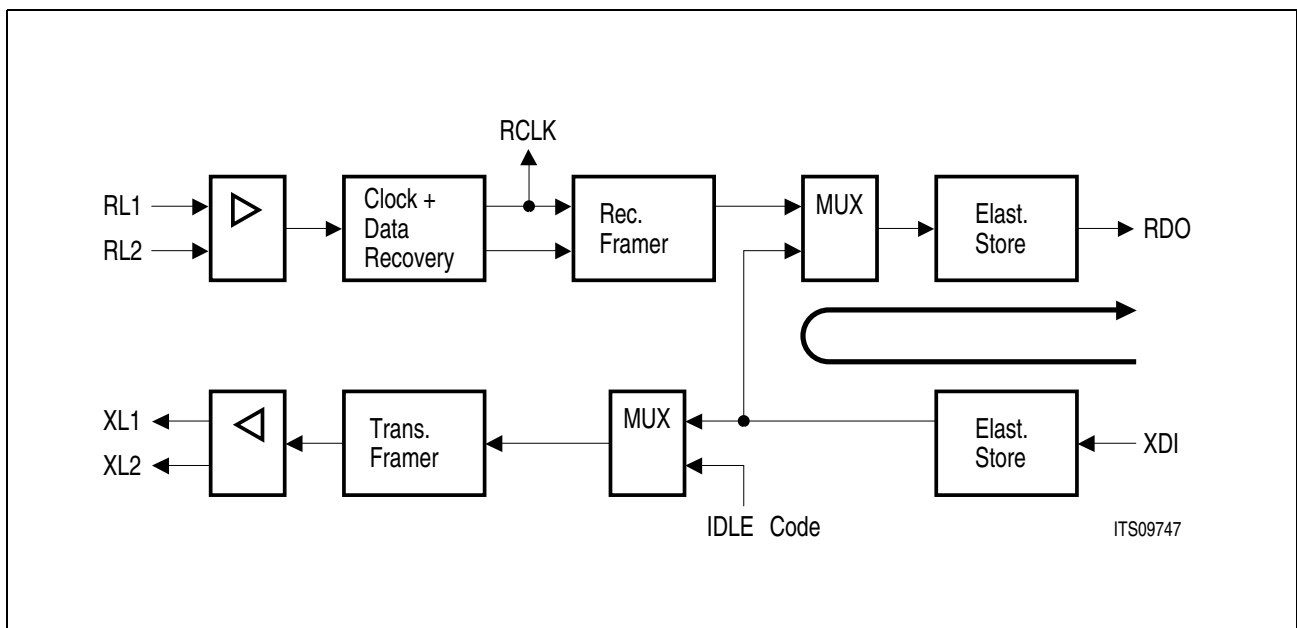 RCLK
RL1
RL2
Clock +
Data
Recovery
Rec.
Framer
MUX
Elast.
Store
RDO
XL1
XL2
Trans.
Framer
MUX
Elast.
Store
XDI
IDLE Code
ITS09747